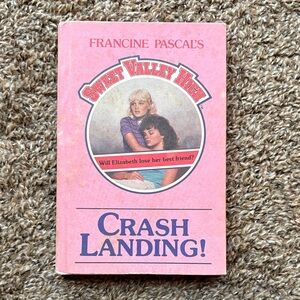 FRANCINE PASCAL'S
SWEET VALLEY HIGH
Will Elizabeth lose her best friend?
CRASH
LANDING!